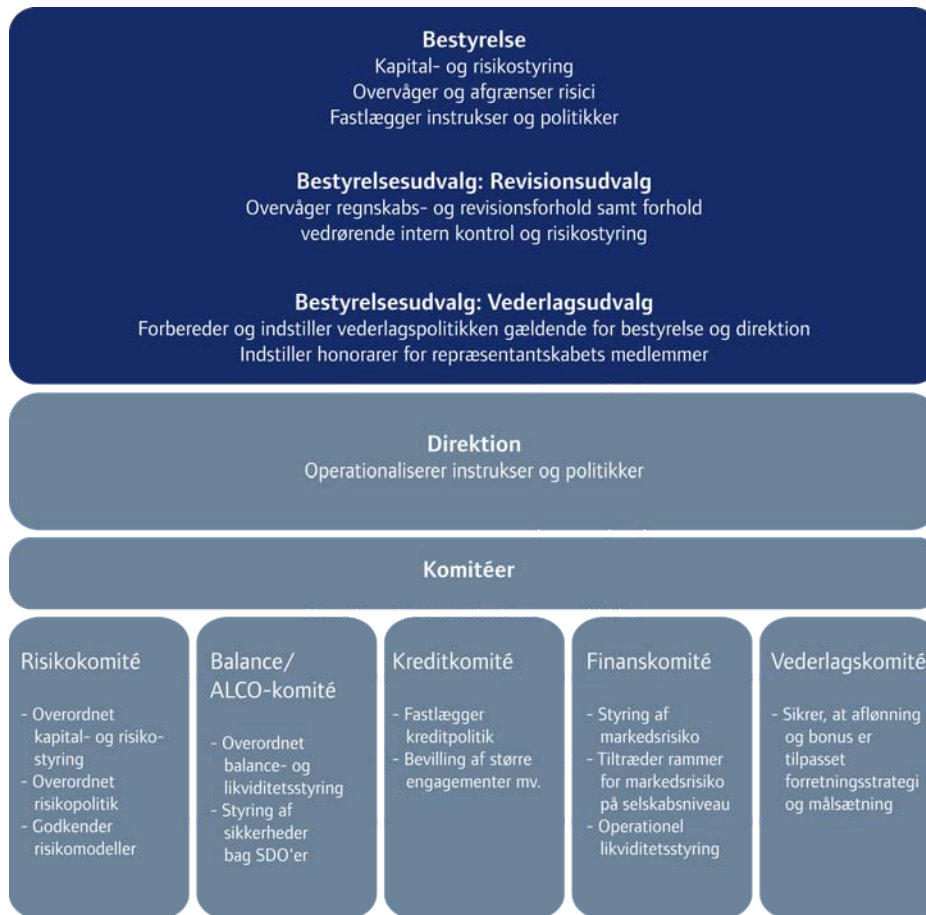 Bestyrelse
Kapital- og risikostyring
Overvåger og afgrænser risici
Fastlægger instrukser og politikker
Bestyrelsesudvalg: Revisionsudvalg
Overvåger regnskabs- og revisionsforhold samt forhold
vedrørende intern kontrol og risikostyring
Bestyrelsesudvalg: Vederlagsudvalg
Forbereder og indstiller vederlagspolitikken gældende for bestyrelse og direktion
Indstiller honorarer for repræsentantskabets medlemmer
Direktion
Operationaliserer instrukser og politikker
Komitéer
Risikokomité
- Overordnet
kapital- og risiko-
styring
- Overordnet
risikopolitik
- Godkender
risikomodeller
Balance/
ALCO-komité
- Overordnet
balance- og
likviditetsstyring
- Styring af
sikkerheder
bag SDO'er
Kreditkomité
- Fastlægger
kreditpolitik
- Bevilling af større
engagementer mv.
Finanskomité
- Styring af
markedsrisiko
- Tiltræder rammer
for markedsrisiko
på selskabsniveau
- Operationel
likviditetsstyring
Vederlagskomité
- Sikrer, at aflønning
og bonus er
tilpasset
forretningsstrategi
og målsætning